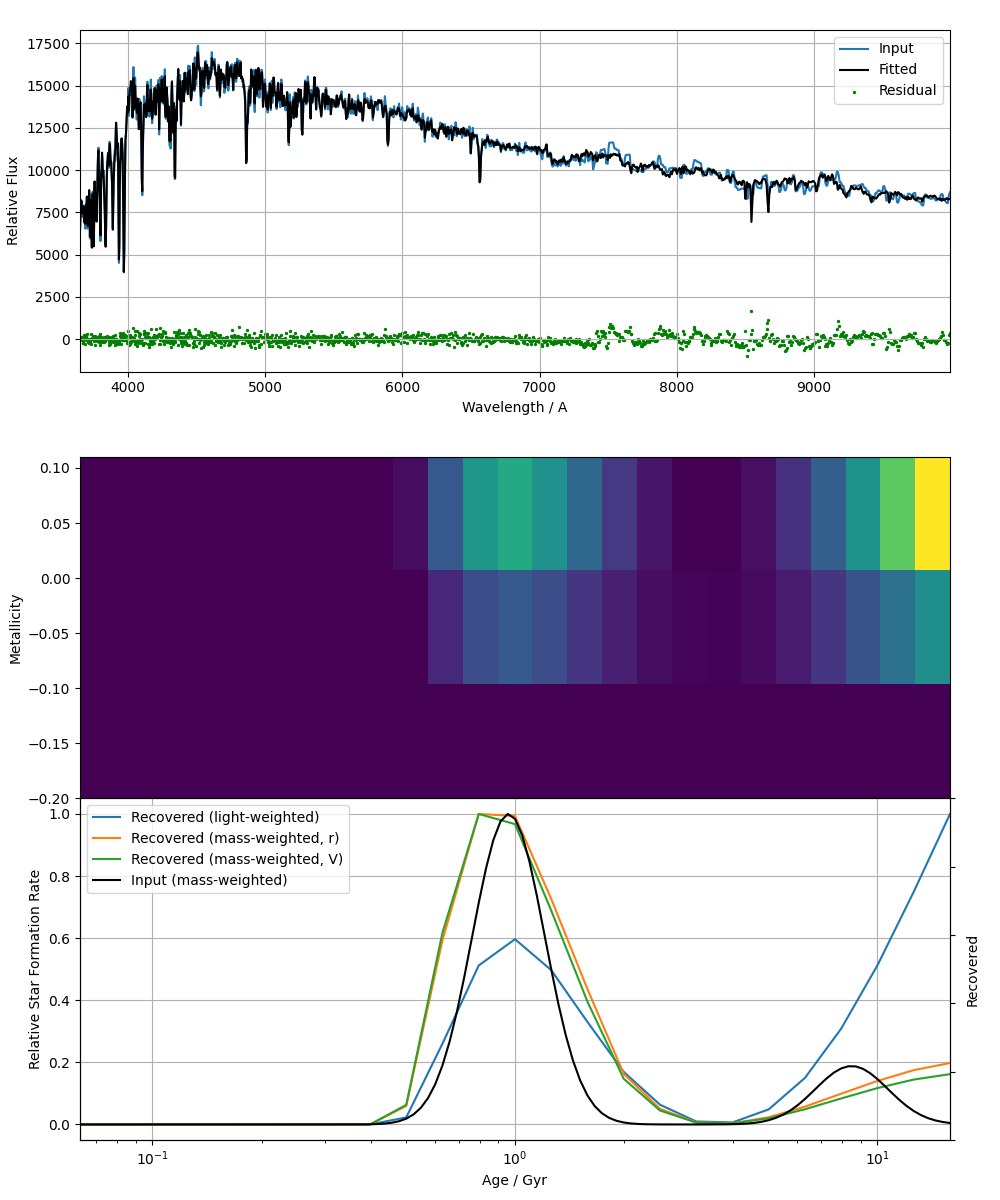 17500
15000
12500
10000
7500
5000
2500
0
Relative Flux
Input
Fitted
Residual
4000
5000
6000
7000
8000
9000
Wavelength / A
0.10
0.05
0.00
−0.05
−0.10
−0.15
−0.20
Metallicity
1.0
0.8
0.6
0.4
0.2
0.0
Relative Star Formation Rate
Recovered (light-weighted)
Recovered (mass-weighted, r)
Recovered (mass-weighted, V)
Input (mass-weighted)
Recovered
10⁻¹
10⁰
10¹
Age / Gyr